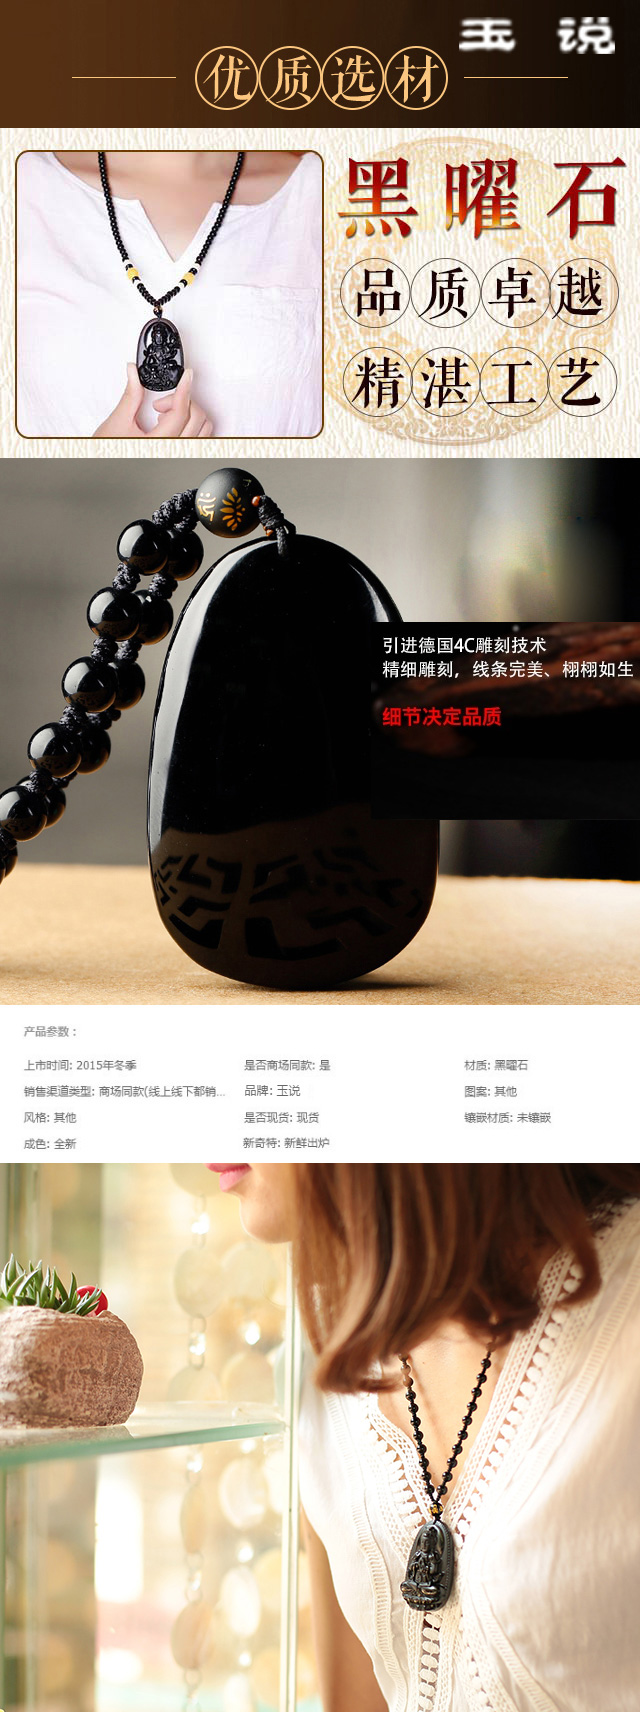 玉 说
优质选材
黑曜石
品质卓越
精湛工艺
引进德国4C雕刻技术
精细雕刻，线条完美、栩栩如生
细节决定品质
产品参数：
上市时间: 2015年冬季 是否商场同款: 是 材质: 黑曜石
销售渠道类型: 商场同款(线上线下都销... 品牌: 玉说 图案: 其他
风格: 其他 是否现货: 现货 镶嵌材质: 未镶嵌
成色: 全新 新奇特: 新鲜出炉